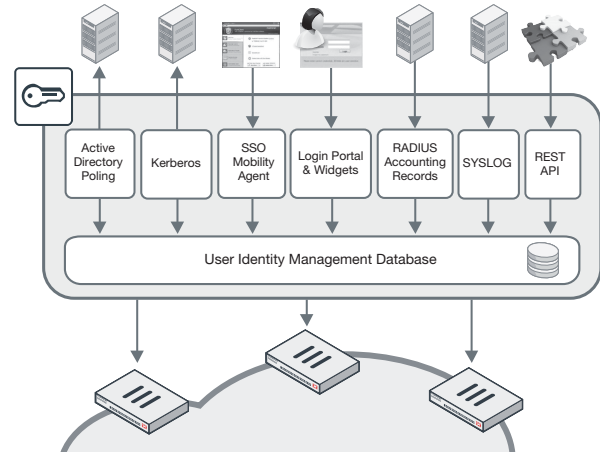 Active
Directory
Poling
Kerberos
SSO
Mobility
Agent
Login Portal
& Widgets
RADIUS
Accounting
Records
SYSLOG
REST
API
User Identity Management Database